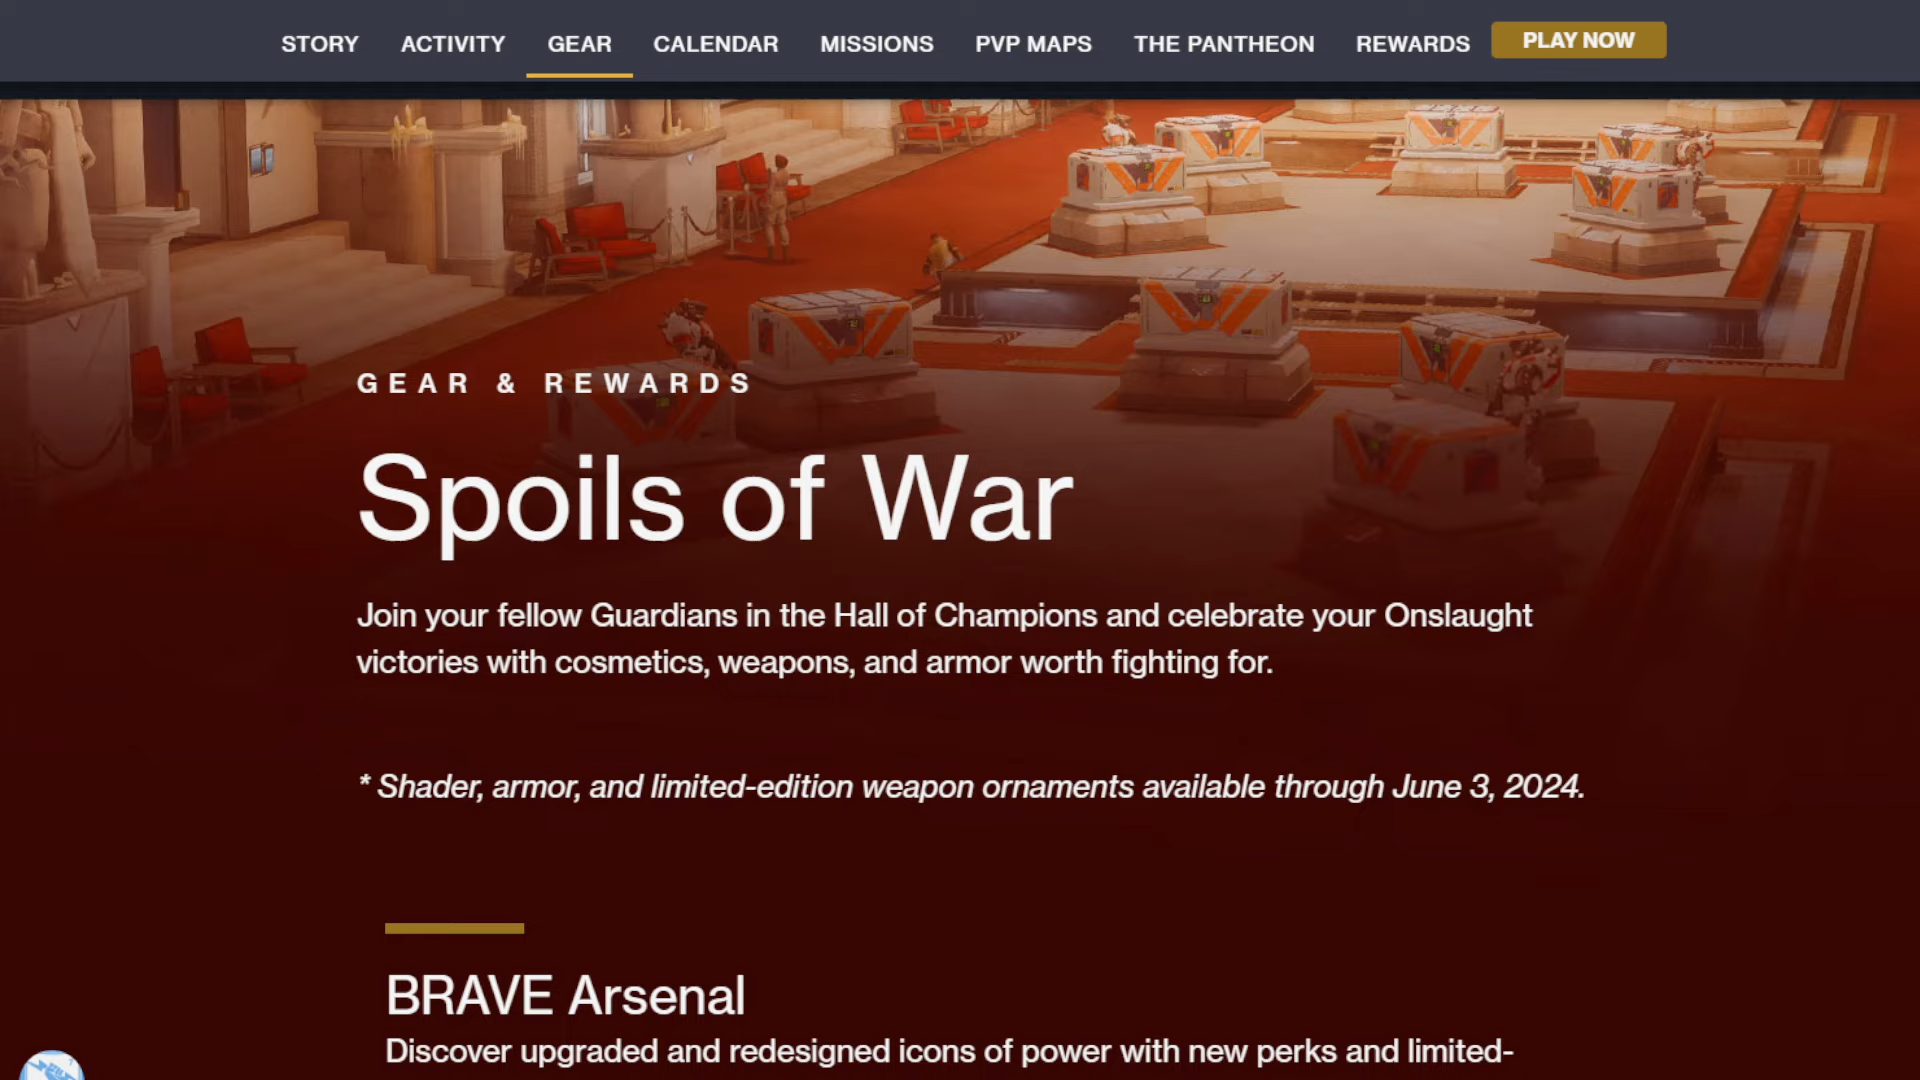 STORY ACTIVITY GEAR CALENDAR MISSIONS PVP MAPS THE PANTHEON REWARDS PLAY NOW
GEAR & REWARDS
Spoils of War
Join your fellow Guardians in the Hall of Champions and celebrate your Onslaught
victories with cosmetics, weapons, and armor worth fighting for.
* Shader, armor, and limited-edition weapon ornaments available through June 3, 2024.
BRAVE Arsenal
Discover upgraded and redesigned icons of power with new perks and limited-